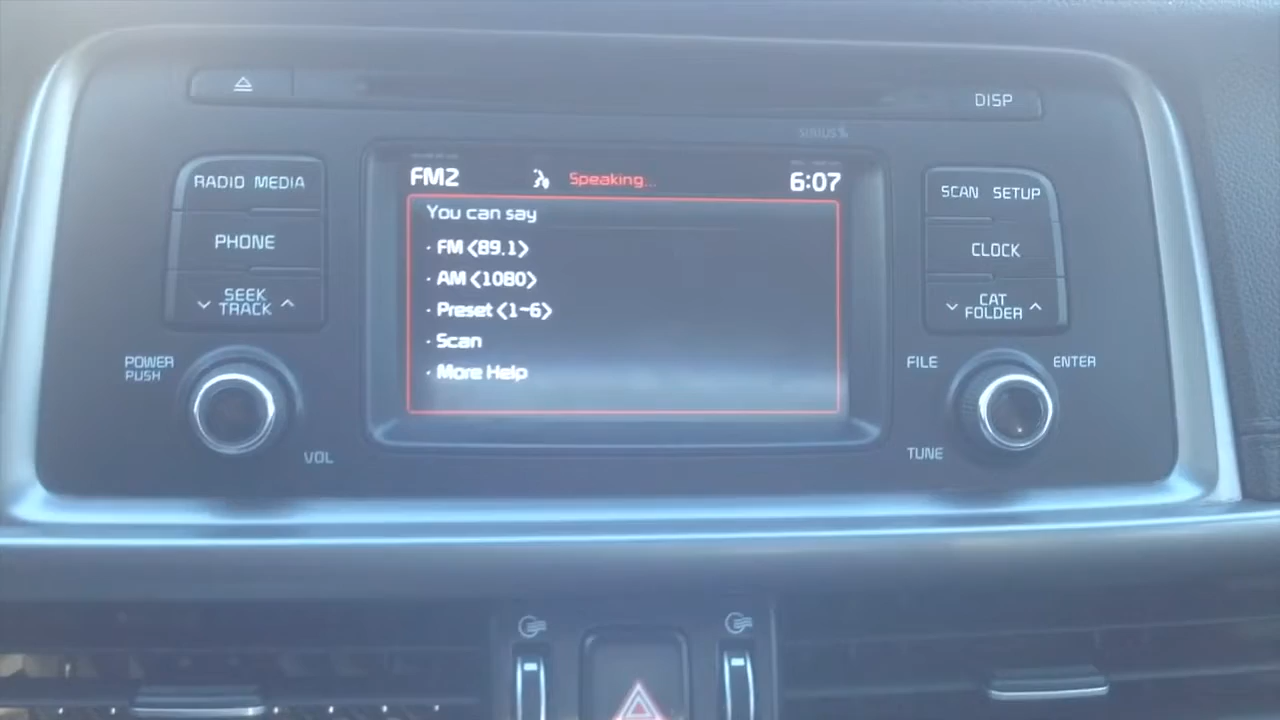 DISP
SIRIUS
FM2 Speaking... 6:07
RADIO MEDIA
SCAN SETUP
You can say
PHONE
· FM <89.1>
CLOCK
· AM <1080>
SEEK
TRACK
CAT
FOLDER
· Preset <1~6>
· Scan
· More Help
POWER
PUSH
FILE
ENTER
VOL
TUNE